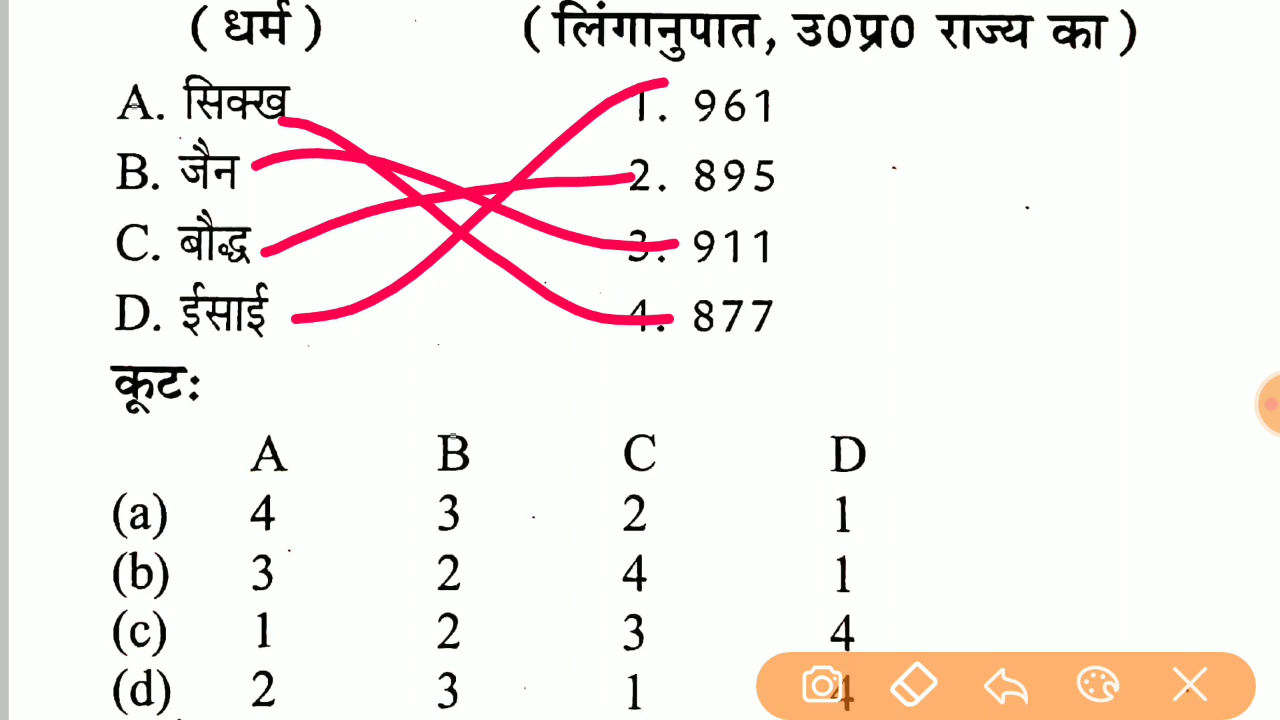 ( धर्म ) ( लिंगानुपात, उ0प्र0 राज्य का )
A. सिक्ख 1. 961
B. जैन 2. 895
C. बौद्ध 3. 911
D. ईसाई 4. 877
कूटः
A B C D
(a) 4 3 2 1
(b) 3 2 4 1
(c) 1 2 3 4
(d) 2 3 1 4